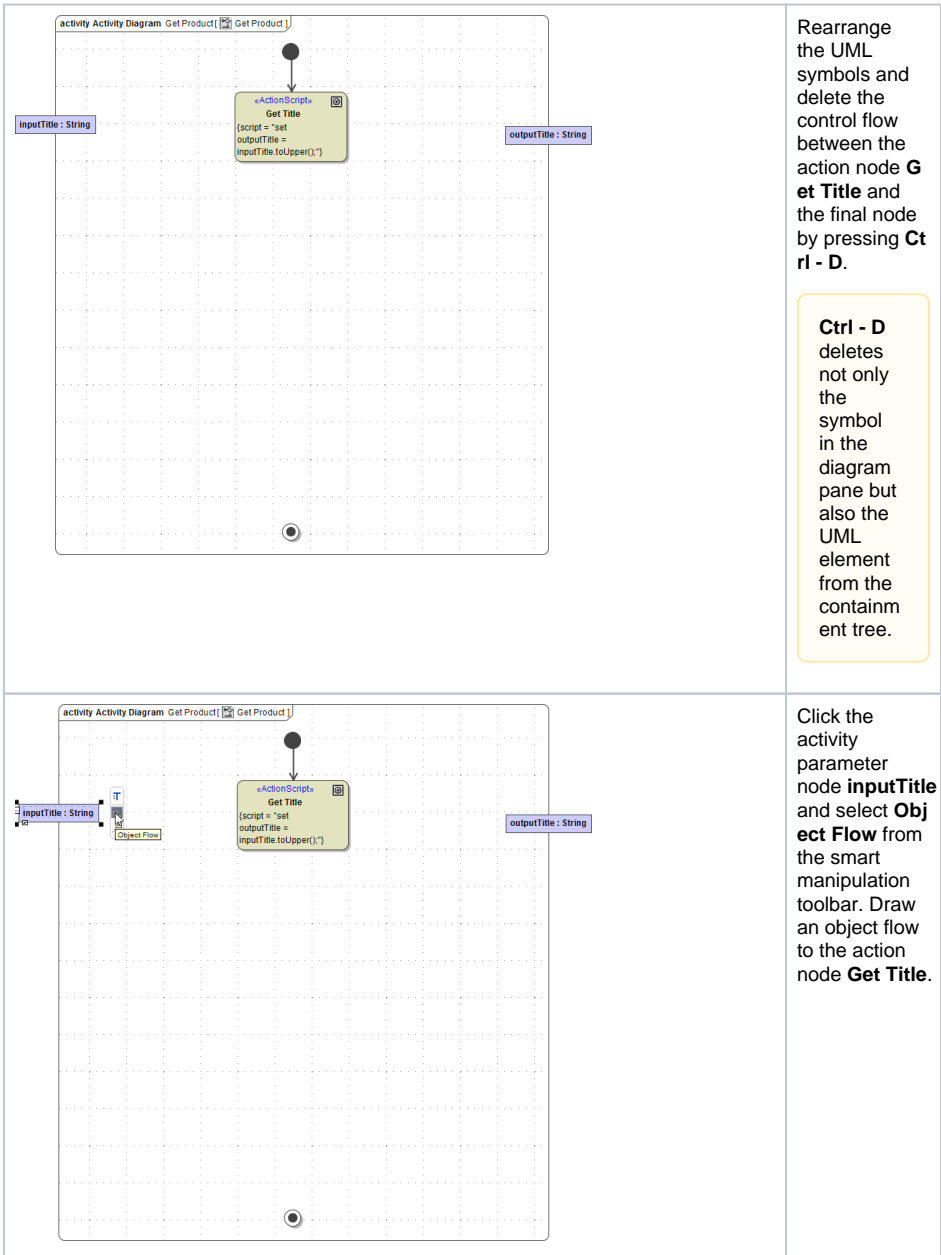 activity Activity Diagram Get Product [ Get Product ]
«ActionScript»
Get Title
{script = "set
outputTitle =
inputTitle.toUpper();"}
inputTitle : String
outputTitle : String
Rearrange
the UML
symbols and
delete the
control flow
between the
action node G
et Title and
the final node
by pressing Ct
rl - D.
Ctrl - D
deletes
not only
the
symbol
in the
diagram
pane but
also the
UML
element
from the
containm
ent tree.
activity Activity Diagram Get Product [ Get Product ]
«ActionScript»
Get Title
{script = "set
outputTitle =
inputTitle.toUpper();"}
inputTitle : String
Object Flow
outputTitle : String
Click the
activity
parameter
node inputTitle
and select Obj
ect Flow from
the smart
manipulation
toolbar. Draw
an object flow
to the action
node Get Title.